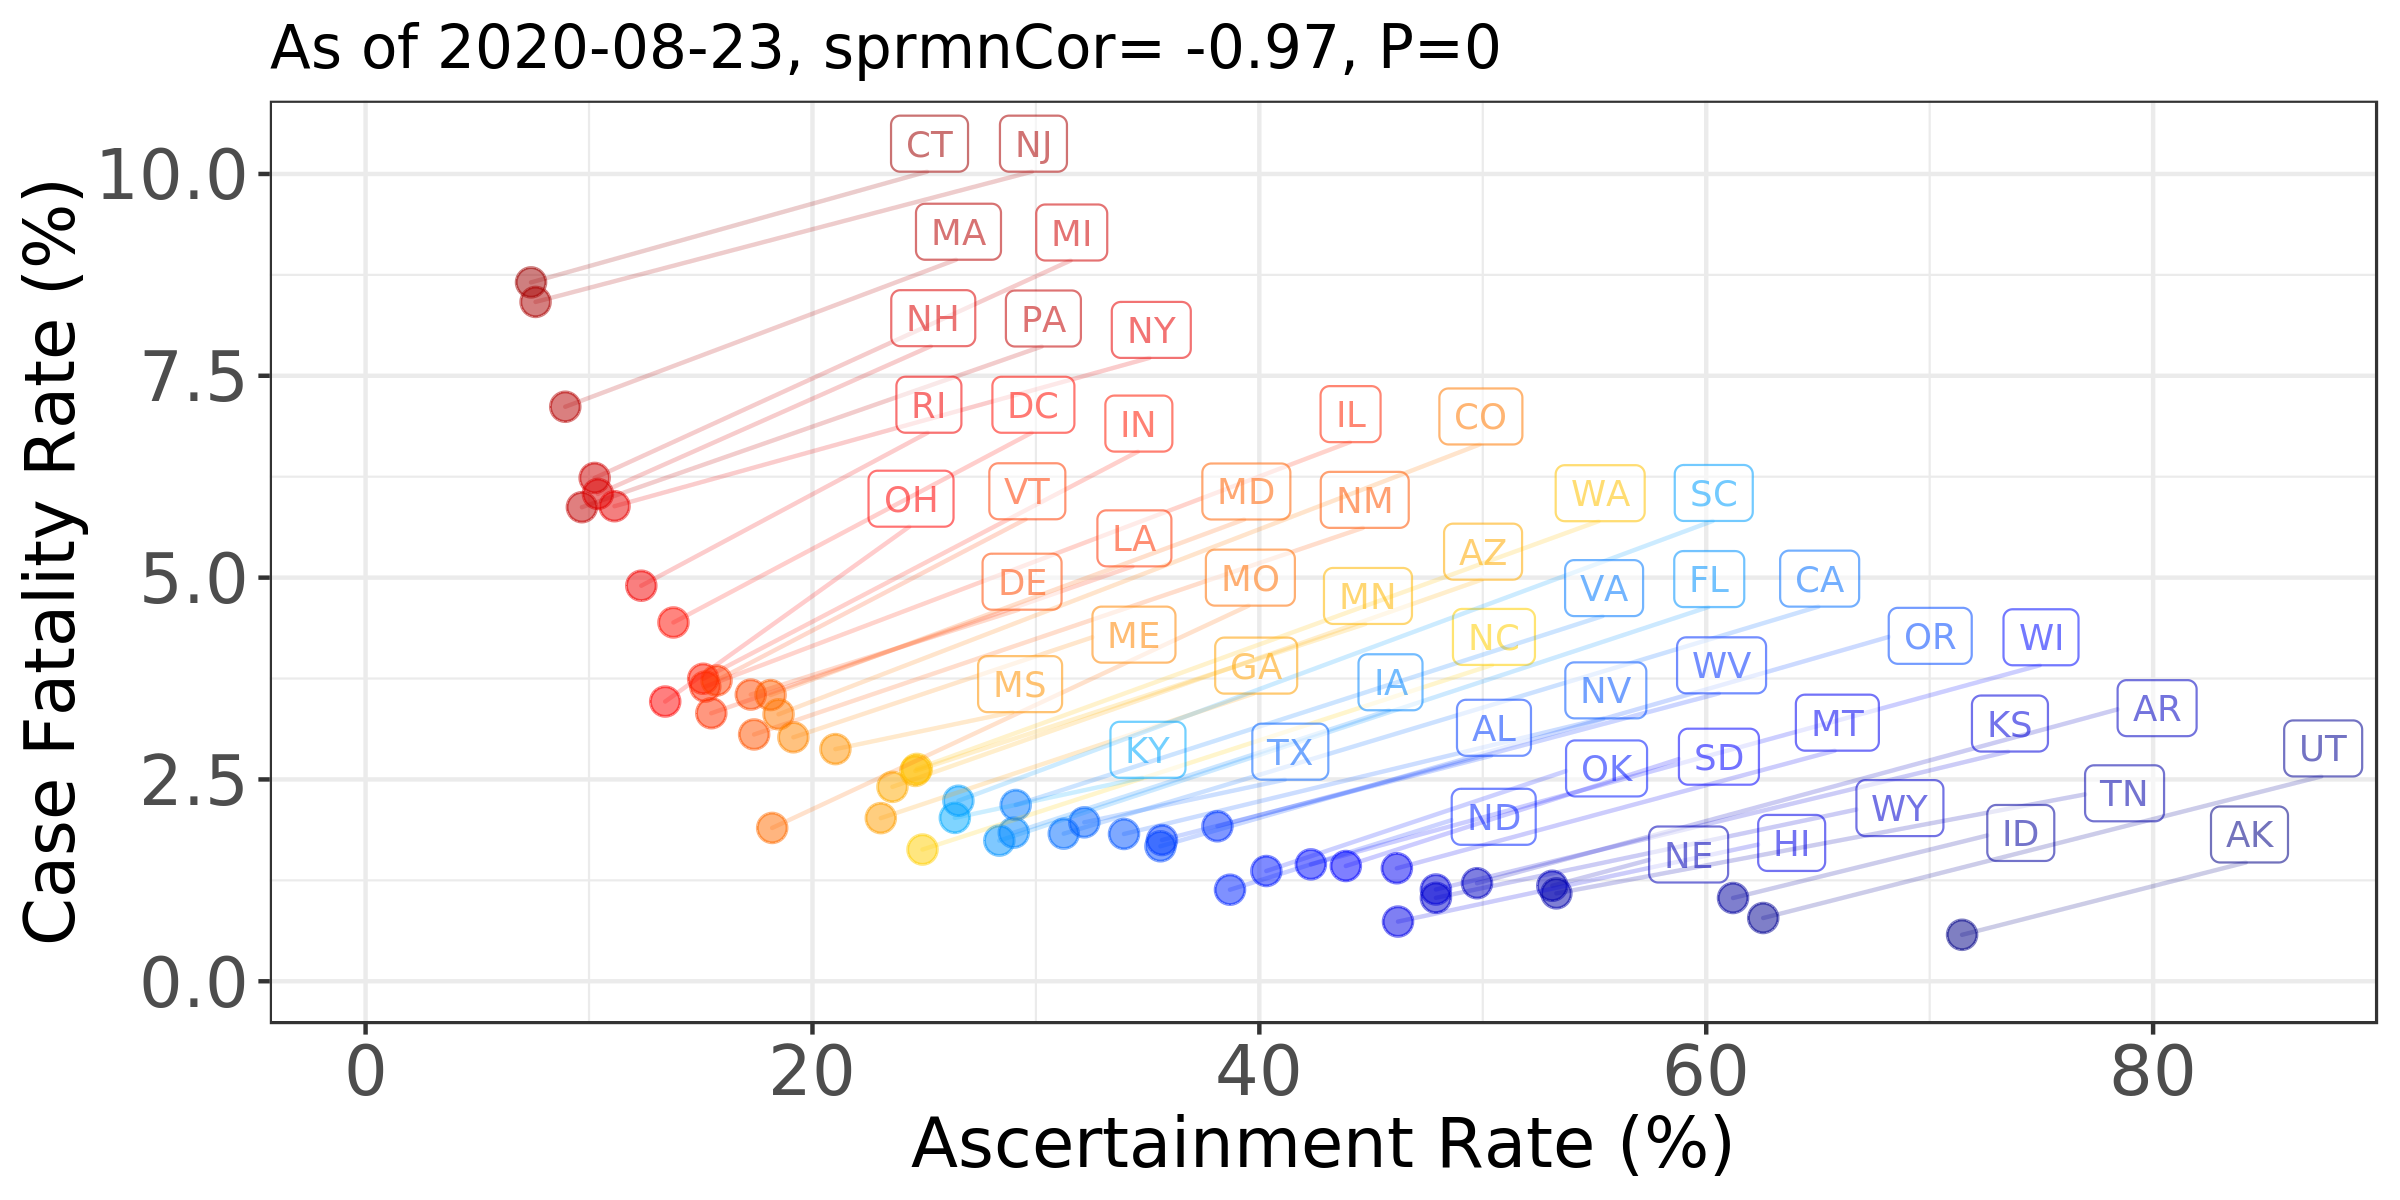 As of 2020-08-23, sprmnCor= -0.97, P=0
Case Fatality Rate (%)
10.0
7.5
5.0
2.5
0.0
CT NJ
MA MI
NH PA NY
RI DC IN IL CO
OH VT MD NM WA SC
LA AZ
DE MO MN VA FL CA
ME NC OR WI
MS GA IA NV WV
KY TX AL MT KS AR
OK SD UT
ND WY TN
NE HI ID AK
0 20 40 60 80
Ascertainment Rate (%)